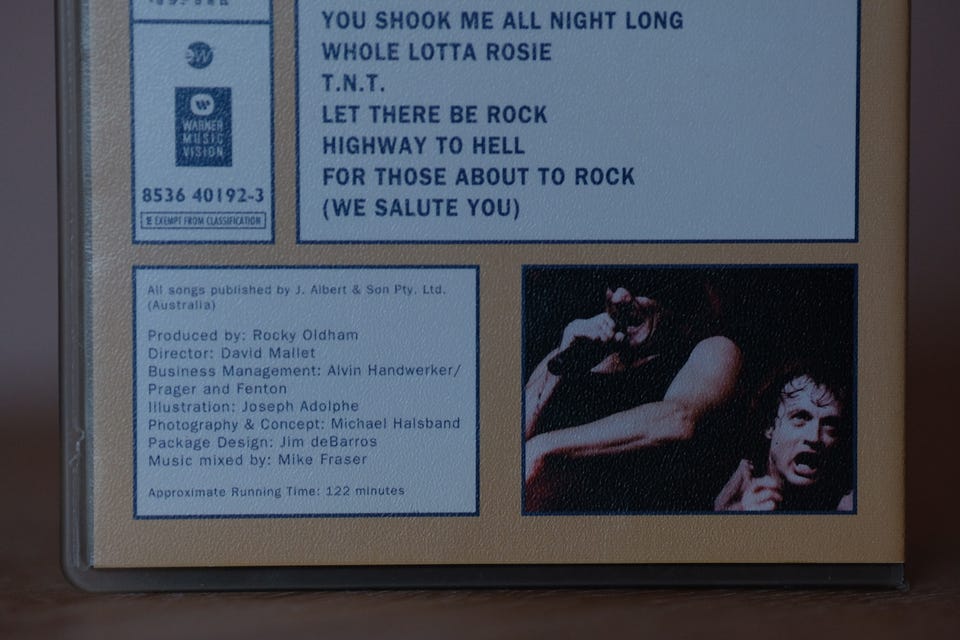 YOU SHOOK ME ALL NIGHT LONG
WHOLE LOTTA ROSIE
T.N.T.
LET THERE BE ROCK
HIGHWAY TO HELL
FOR THOSE ABOUT TO ROCK
(WE SALUTE YOU)
W
WARNER
MUSIC
VISION
8536 40192-3
E EXEMPT FROM CLASSIFICATION
All songs published by J. Albert & Son Pty. Ltd.
(Australia)
Produced by: Rocky Oldham
Director: David Mallet
Business Management: Alvin Handwerker/
Prager and Fenton
Illustration: Joseph Adolphe
Photography & Concept: Michael Halsband
Package Design: Jim deBarros
Music mixed by: Mike Fraser
Approximate Running Time: 122 minutes